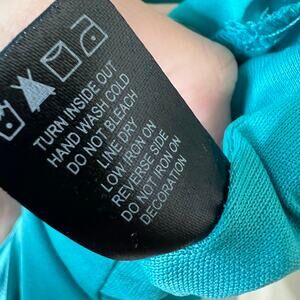 TURN INSIDE OUT
HAND WASH COLD
DO NOT BLEACH
LINE DRY
LOW IRON ON
REVERSE SIDE
DO NOT IRON ON
DECORATION